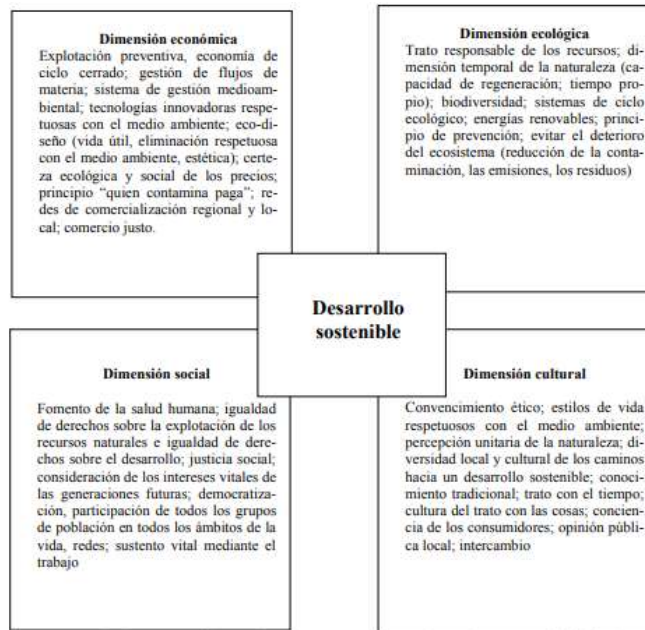 Dimensión económica
Explotación preventiva, economía de
ciclo cerrado; gestión de flujos de
materia; sistema de gestión medioam-
biental; tecnologías innovadoras respe-
tuosas con el medio ambiente; eco-di-
seño (vida útil, eliminación respetuosa
con el medio ambiente, estética); certe-
za ecológica y social de los precios;
principio “quien contamina paga”; re-
des de comercialización regional y lo-
cal; comercio justo.
Dimensión ecológica
Trato responsable de los recursos; di-
mensión temporal de la naturaleza (ca-
pacidad de regeneración; tiempo pro-
pio); biodiversidad; sistemas de ciclo
ecológico; energías renovables; princi-
pio de prevención; evitar el deterioro
del ecosistema (reducción de la conta-
minación, las emisiones, los residuos)
Desarrollo
sostenible
Dimensión social
Fomento de la salud humana; igualdad
de derechos sobre la explotación de los
recursos naturales e igualdad de dere-
chos sobre el desarrollo; justicia social;
consideración de los intereses vitales de
las generaciones futuras; democratiza-
ción, participación de todos los grupos
de población en todos los ámbitos de la
vida, redes; sustento vital mediante el
trabajo
Dimensión cultural
Convencimiento ético; estilos de vida
respetuosos con el medio ambiente;
percepción unitaria de la naturaleza; di-
versidad local y cultural de los caminos
hacia un desarrollo sostenible; conoci-
miento tradicional; trato con el tiempo;
cultura del trato con las cosas; concien-
cia de los consumidores; opinión públi-
ca local; intercambio